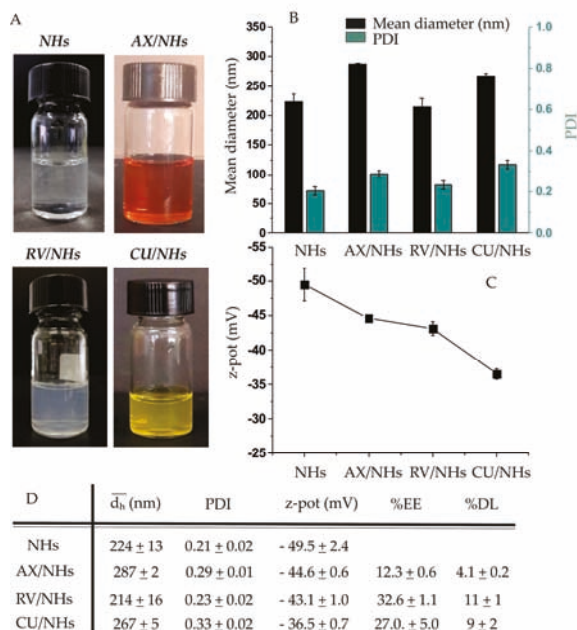 A
NHs
AX/NHs
RV/NHs
CU/NHs
B
Mean diameter (nm)
PDI
350
300
250
200
150
100
50
0
Mean diameter (nm)
1.0
0.8
0.6
0.4
0.2
0.0
PDI
NHs AX/NHs RV/NHs CU/NHs
C
-55
-50
-45
-40
-35
-25
z-pot (mV)
NHs AX/NHs RV/NHs CU/NHs
D dh (nm) PDI z-pot (mV) %EE %DL
NHs 224 ± 13 0.21 ± 0.02 - 49.5 ± 2.4
AX/NHs 287 ± 2 0.29 ± 0.01 - 44.6 ± 0.6 12.3 ± 0.6 4.1 ± 0.2
RV/NHs 214 ± 16 0.23 ± 0.02 - 43.1 ± 1.0 32.6 ± 1.1 11 ± 1
CU/NHs 267 ± 5 0.33 ± 0.02 - 36.5 ± 0.7 27.0. ± 5.0 9 ± 2